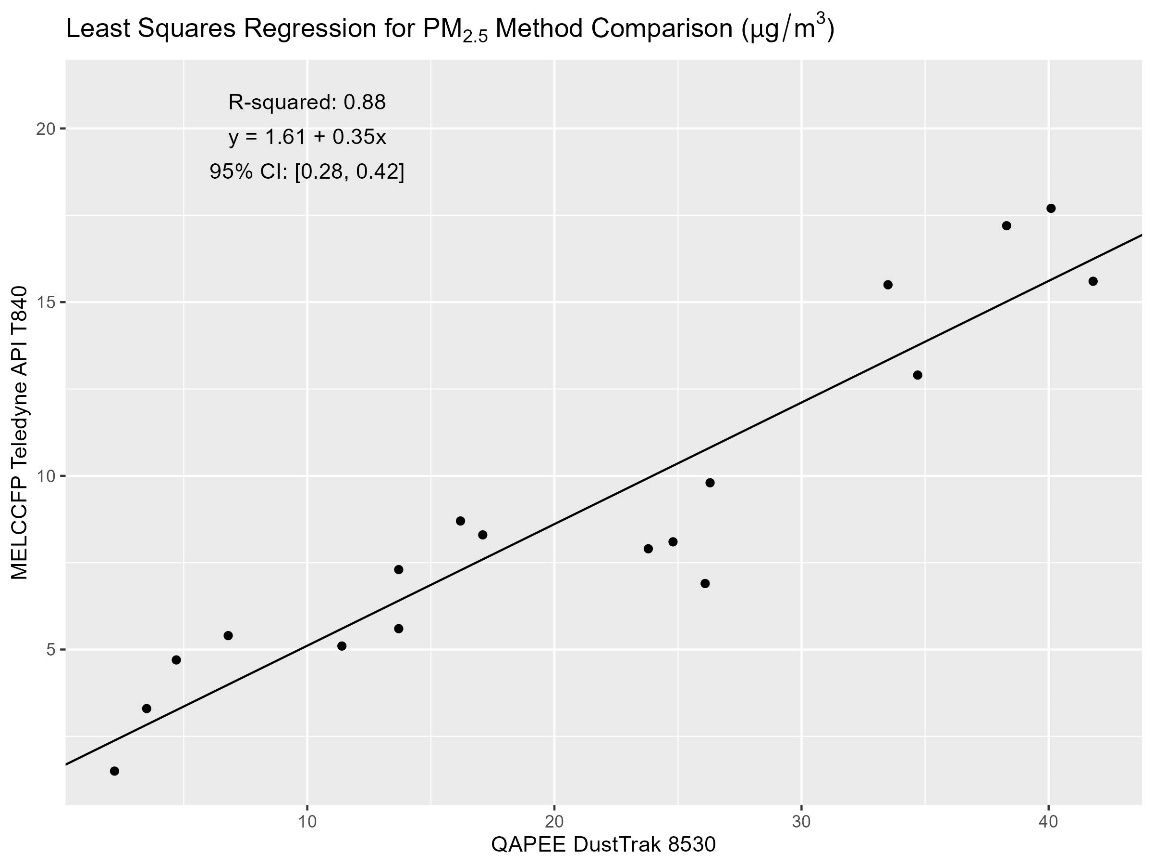 Least Squares Regression for PM2.5 Method Comparison (μg/m3)
R-squared: 0.88
y = 1.61 + 0.35x
95% CI: [0.28, 0.42]
MELCCFP Teledyne API T840
20
15
10
5
10 20 30 40
QAPEE DustTrak 8530